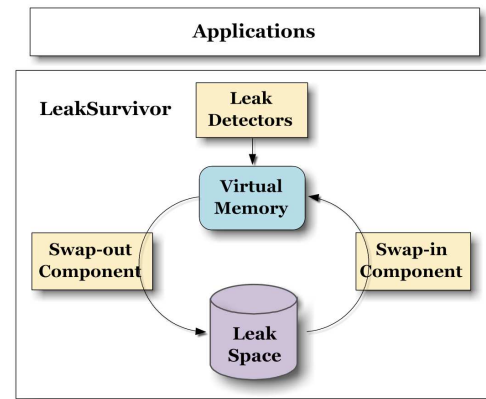 Applications
LeakSurvivor
Leak
Detectors
Virtual
Memory
Swap-out
Component
Swap-in
Component
Leak
Space